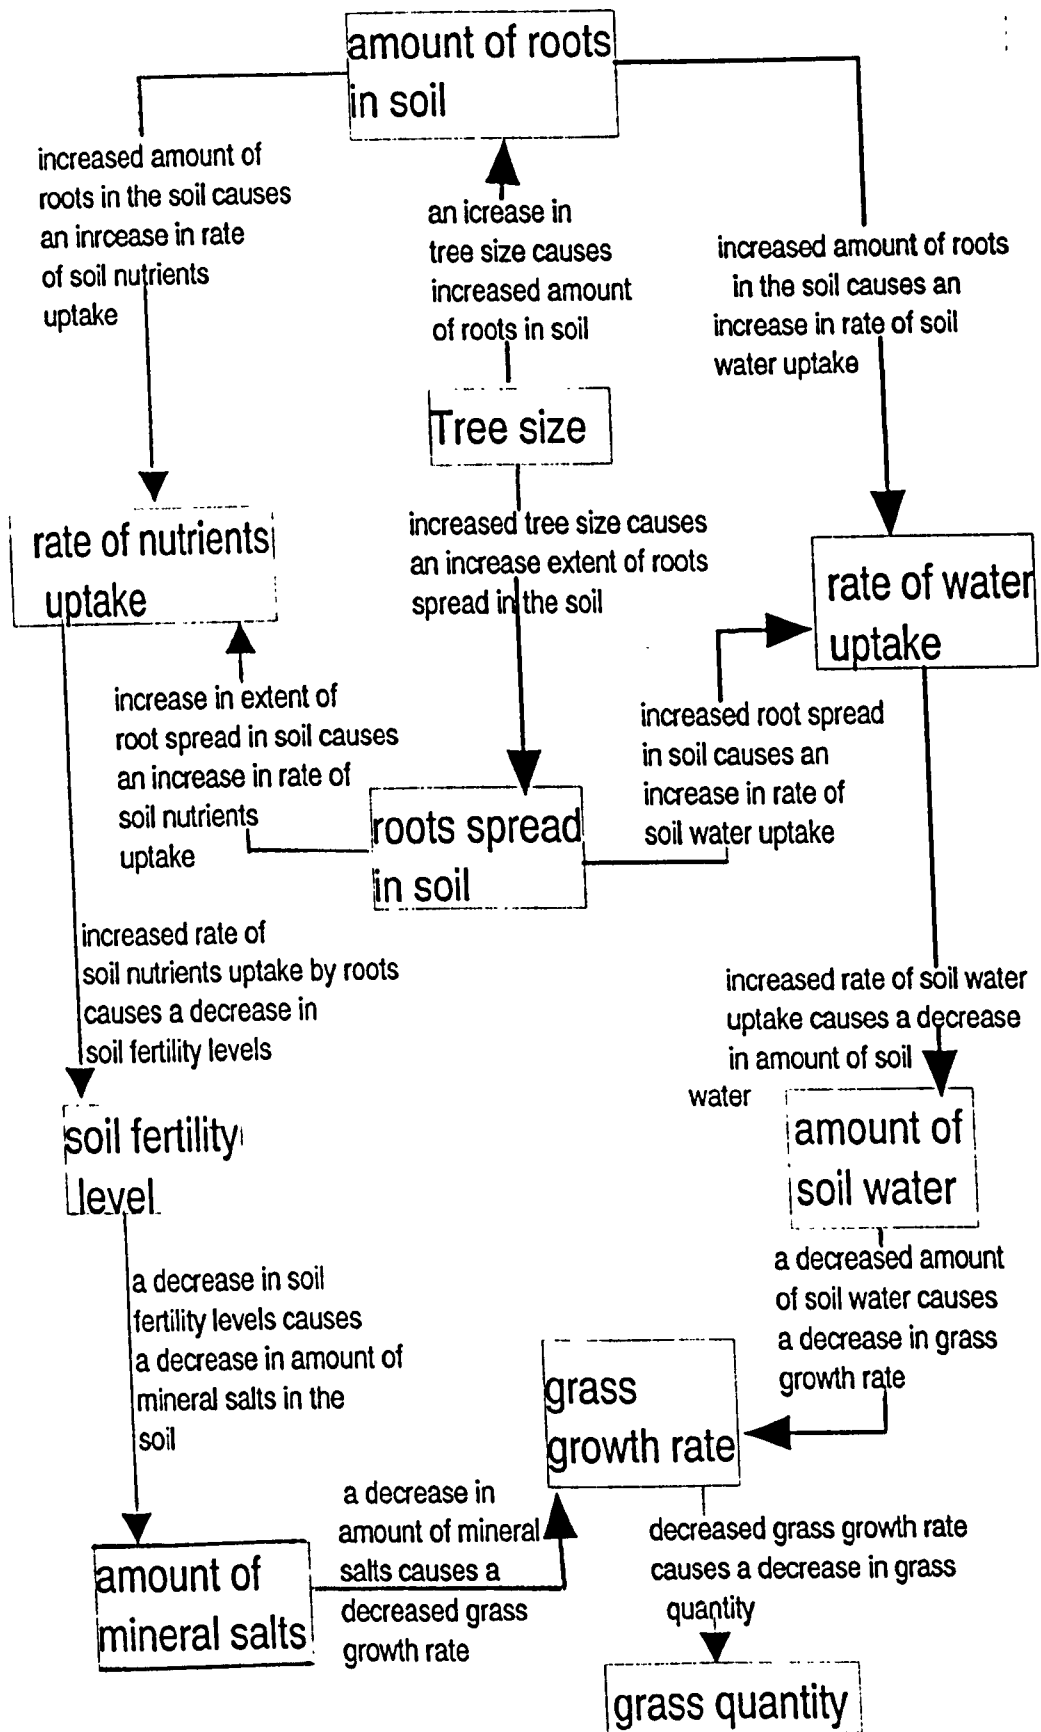 amount of roots
in soil
increased amount of
roots in the soil causes
an inrcease in rate
of soil nutrients
uptake
an icrease in
tree size causes
increased amount
of roots in soil
increased amount of roots
in the soil causes an
increase in rate of soil
water uptake
Tree size
rate of nutrients
uptake
increased tree size causes
an increase extent of roots
spread in the soil
rate of water
uptake
increase in extent of
root spread in soil causes
an increase in rate of
soil nutrients
uptake
increased root spread
in soil causes an
increase in rate of
soil water uptake
roots spread
in soil
increased rate of
soil nutrients uptake by roots
causes a decrease in
soil fertility levels
increased rate of soil water
uptake causes a decrease
in amount of soil
water
soil fertility
level
amount of
soil water
a decrease in soil
fertility levels causes
a decrease in amount of
mineral salts in the
soil
a decreased amount
of soil water causes
a decrease in grass
growth rate
grass
growth rate
a decrease in
amount of mineral
salts causes a
decreased grass
growth rate
decreased grass growth rate
causes a decrease in grass
quantity
amount of
mineral salts
grass quantity